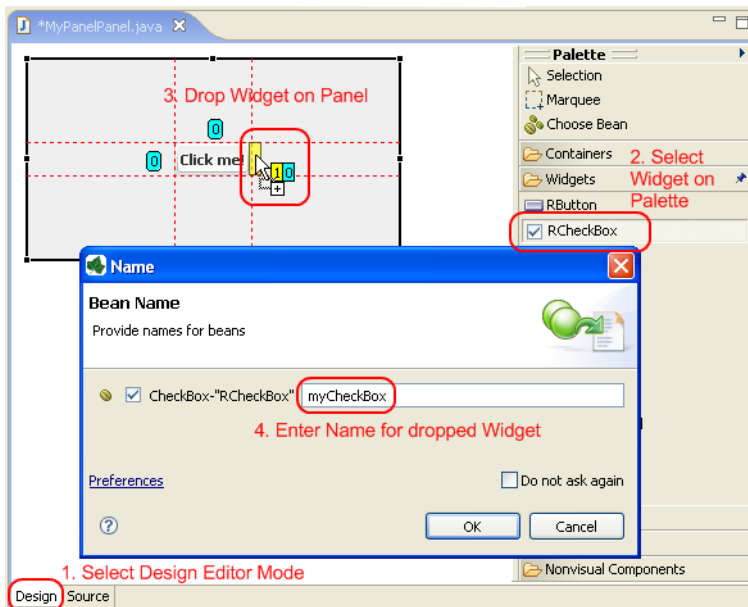 *MyPanelPanel.java
Palette
Selection
Marquee
Choose Bean
Containers
Widgets
RButton
RCheckBox
2. Select
Widget on
Palette
3. Drop Widget on Panel
0
0
Click me!
1 0
Name
Bean Name
Provide names for beans
CheckBox-"RCheckBox" myCheckBox
4. Enter Name for dropped Widget
Preferences
Do not ask again
?
OK
Cancel
Nonvisual Components
1. Select Design Editor Mode
Design Source